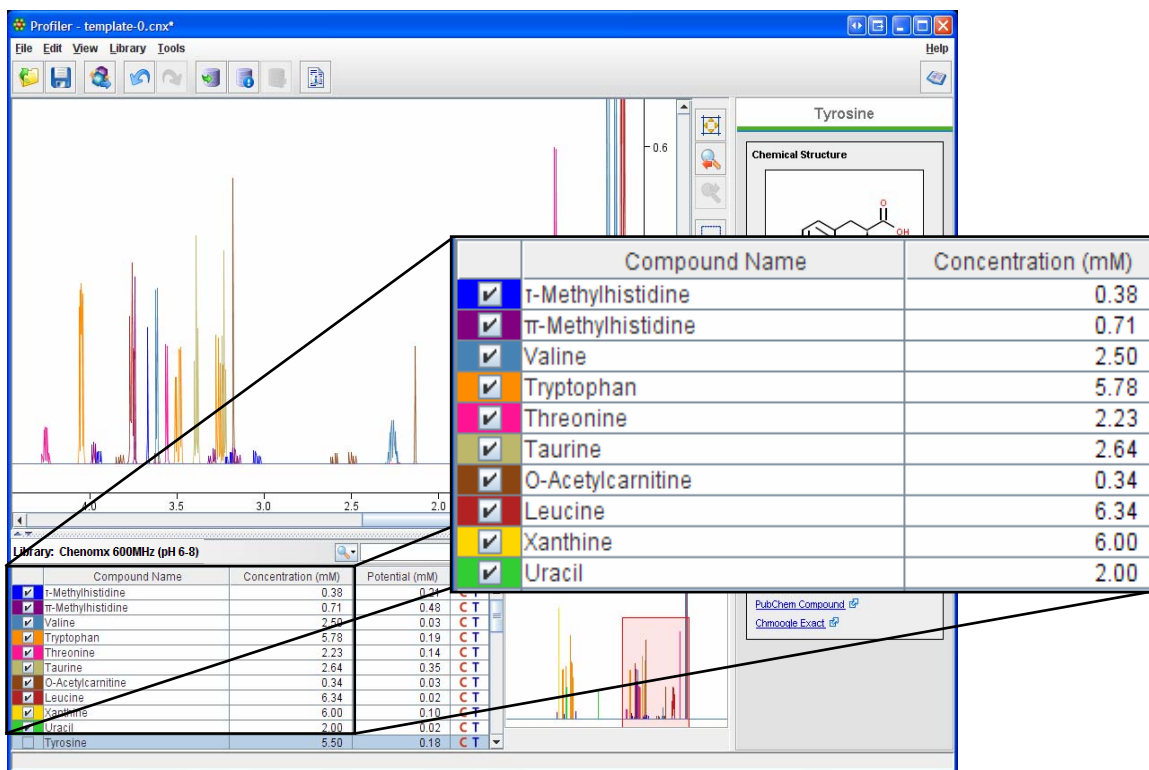 Profiler - template-0.cnx*
File Edit View Library Tools Help
Tyrosine
0.6
Chemical Structure
O
OH
Compound Name Concentration (mM)
τ-Methylhistidine 0.38
π-Methylhistidine 0.71
Valine 2.50
Tryptophan 5.78
Threonine 2.23
Taurine 2.64
O-Acetylcarnitine 0.34
Leucine 6.34
Xanthine 6.00
Uracil 2.00
4.0 3.5 3.0 2.5 2.0
Library: Chenomx 600MHz (pH 6-8)
Compound Name Concentration (mM) Potential (mM)
τ-Methylhistidine 0.38 0.21 C T
π-Methylhistidine 0.71 0.48 C T
Valine 2.50 0.03 C T
Tryptophan 5.78 0.19 C T
Threonine 2.23 0.14 C T
Taurine 2.64 0.35 C T
O-Acetylcarnitine 0.34 0.03 C T
Leucine 6.34 0.02 C T
Xanthine 6.00 0.10 C T
Uracil 2.00 0.02 C T
Tyrosine 5.50 0.18 C T
PubChem Compound
Chmoogle Exact